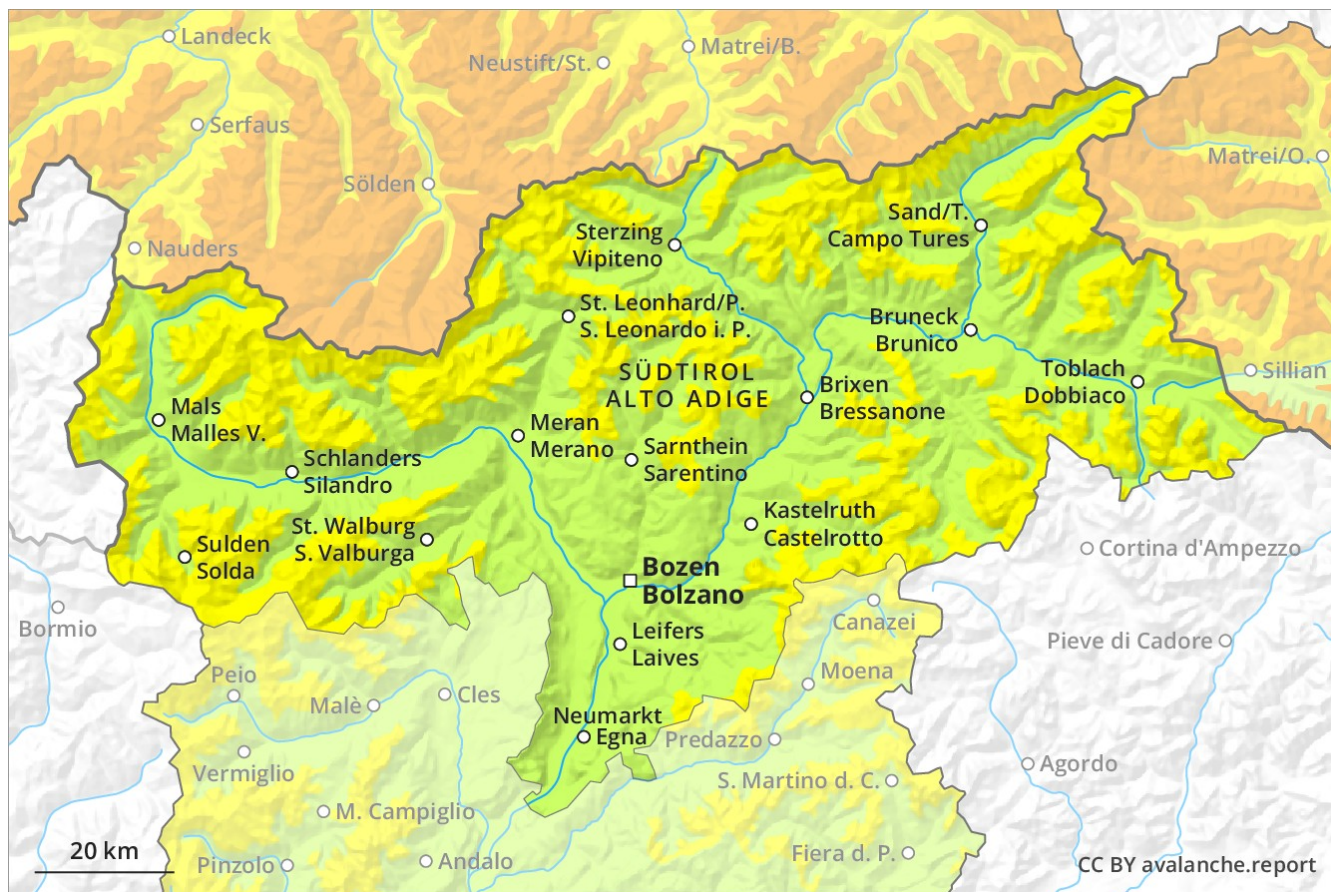 Landeck
Neustift/St.
Matrei/B.
Serfaus
Matrei/O.
Sölden
Nauders
Sterzing
Vipiteno
Sand/T.
Campo Tures
St. Leonhard/P.
S. Leonardo i. P.
Bruneck
Brunico
SÜDTIROL
ALTO ADIGE
Toblach
Dobbiaco
Sillian
Brixen
Bressanone
Mals
Malles V.
Meran
Merano
Sarnthein
Sarentino
Schlanders
Silandro
St. Walburg
S. Valburga
Kastelruth
Castelrotto
Sulden
Solda
Cortina d'Ampezzo
Bozen
Bolzano
Bormio
Canazei
Leifers
Laives
Pieve di Cadore
Peio
Moena
Malè
Cles
Neumarkt
Egna
Predazzo
Vermiglio
Agordo
S. Martino d. C.
M. Campiglio
20 km
Pinzolo
Andalo
Fiera d. P.
CC BY avalanche.report